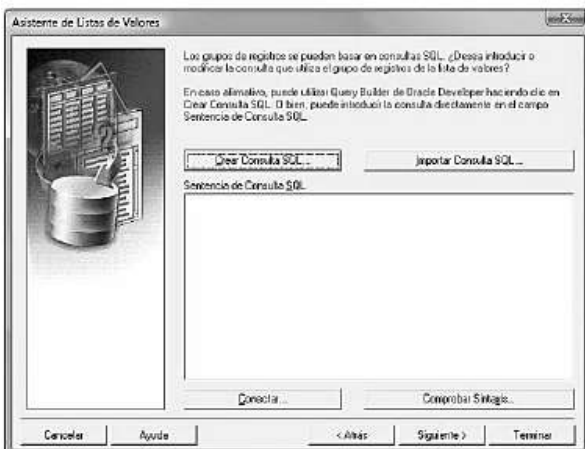 Asistente de Listas de Valores
Los grupos de registros se pueden basar en consultas SQL. ¿Desea introducir o
modificar la consulta que utiliza el grupo de registros de la lista de valores?
En caso alirnativo, puede utilizar Query Builder de Oracle Developer haciendo clic en
Crear Consulta SQL. O bien, puede introducir la consulta directamente en el campo
Sentencia de Consulta SQL.
Crear Consulta SQL...
Importar Consulta SQL...
Sentencia de Consulta SQL
Conectar...
Comprobar Sintaxis...
Cancelar
Ayuda
< Atrás
Siguiente >
Terminar